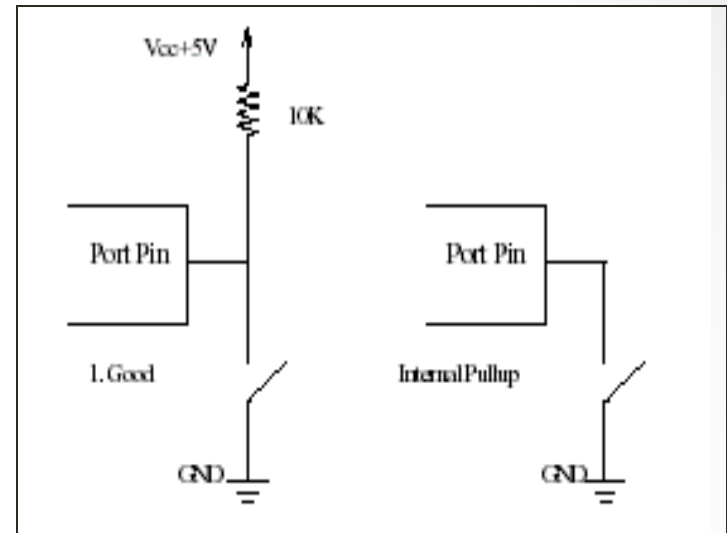 Vcc+5V
10K
Port Pin
Port Pin
1. Good
Internal Pullup
GND
GND